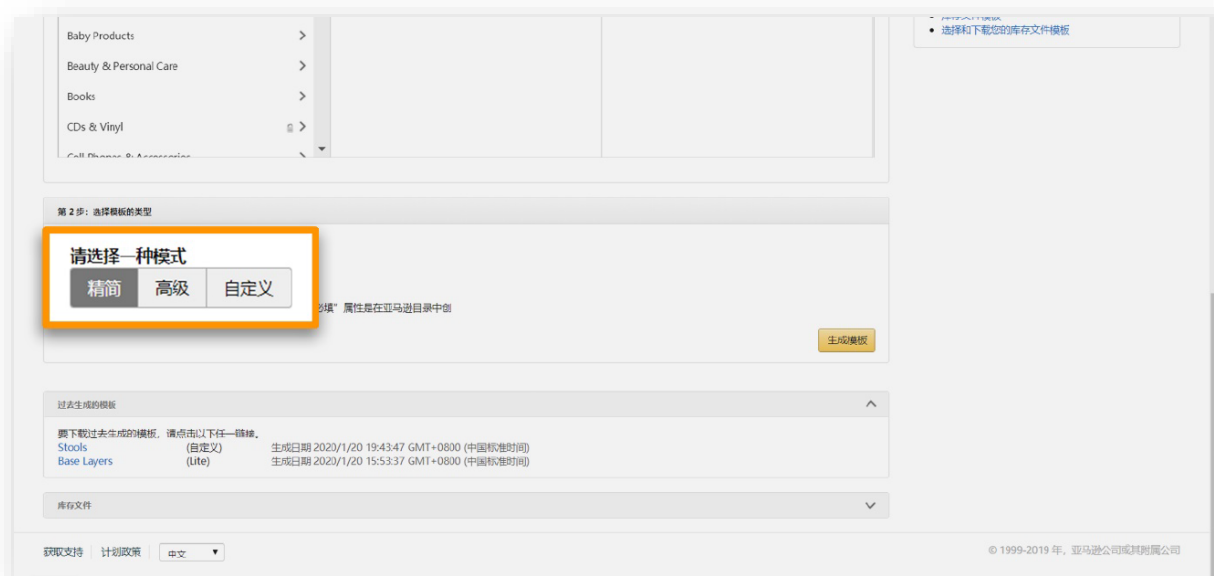 Baby Products
Beauty & Personal Care
Books
CDs & Vinyl
Cell Phones & Accessories
库存文件模板
选择和下载您的库存文件模板
第 2 步：选择模板的类型
请选择一种模式
精简 高级 自定义
必填” 属性是在亚马逊目录中创
生成模板
过去生成的模板
要下载过去生成的模板，请点击以下任一链接。
Stools (自定义) 生成日期 2020/1/20 19:43:47 GMT+0800 (中国标准时间)
Base Layers (Lite) 生成日期 2020/1/20 15:53:37 GMT+0800 (中国标准时间)
库存文件
获取支持 计划政策 中文 © 1999-2019 年，亚马逊公司或其附属公司